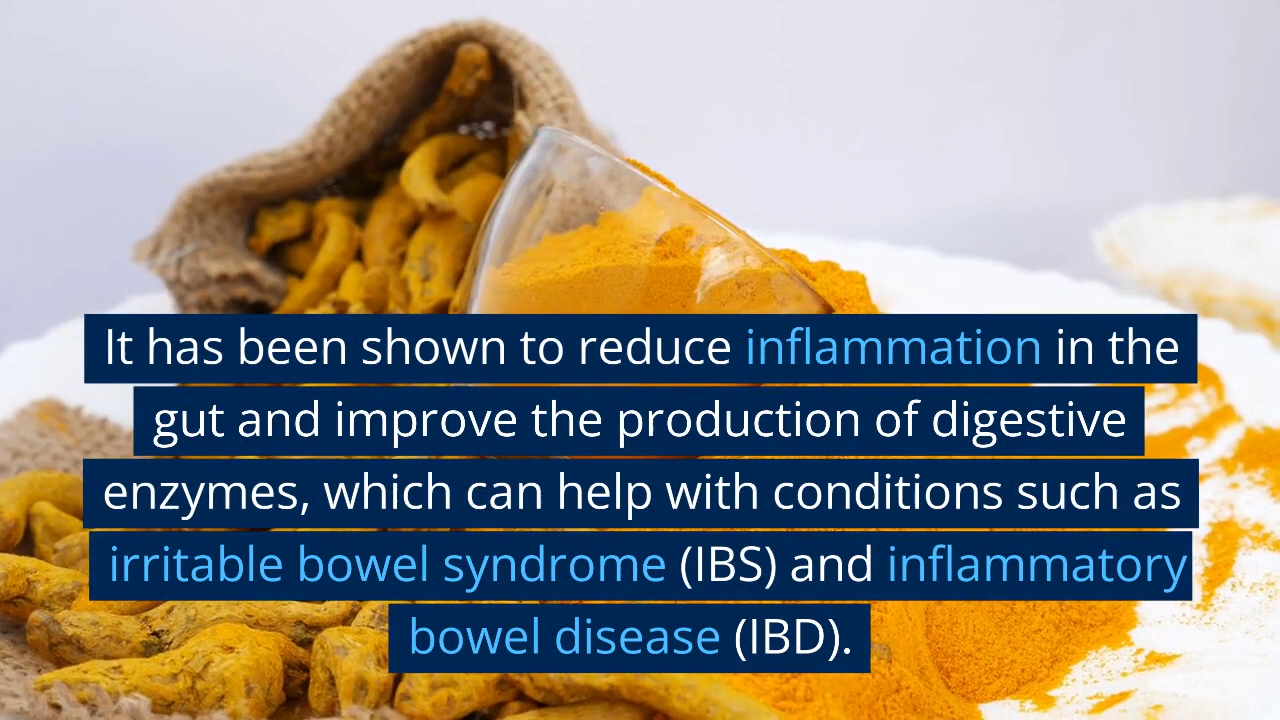 It has been shown to reduce inflammation in the
gut and improve the production of digestive
enzymes, which can help with conditions such as
irritable bowel syndrome (IBS) and inflammatory
bowel disease (IBD).